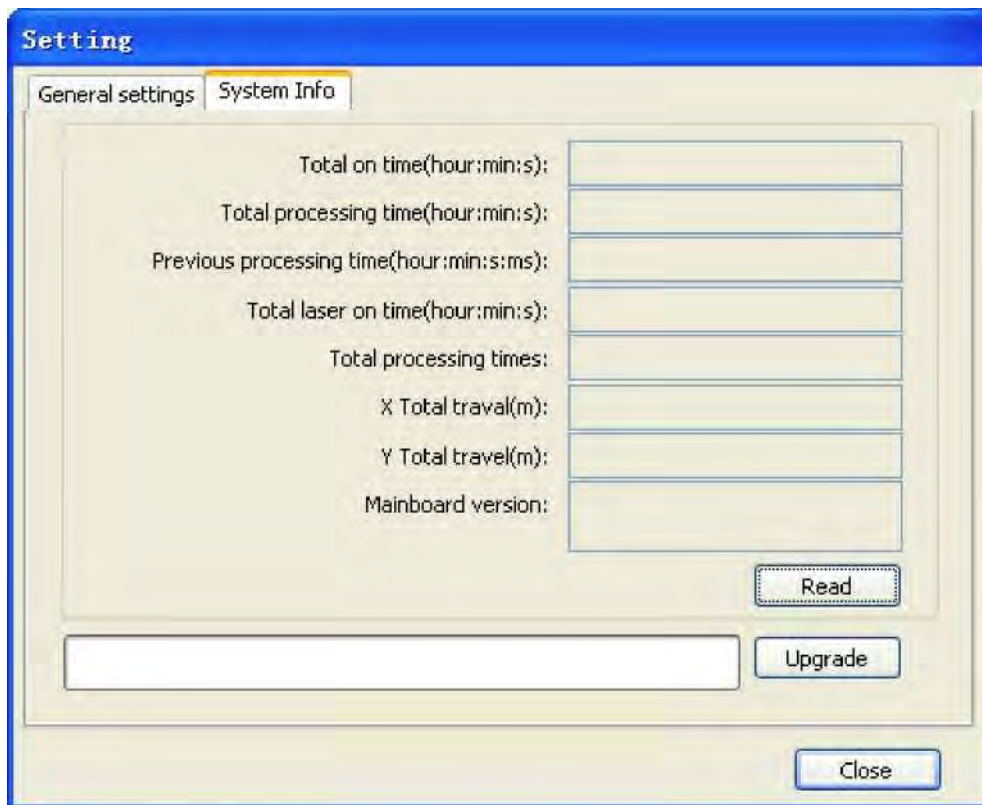 Setting
General settings System Info
Total on time(hour:min:s):
Total processing time(hour:min:s):
Previous processing time(hour:min:s:ms):
Total laser on time(hour:min:s):
Total processing times:
X Total traval(m):
Y Total travel(m):
Mainboard version:
Read
Upgrade
Close